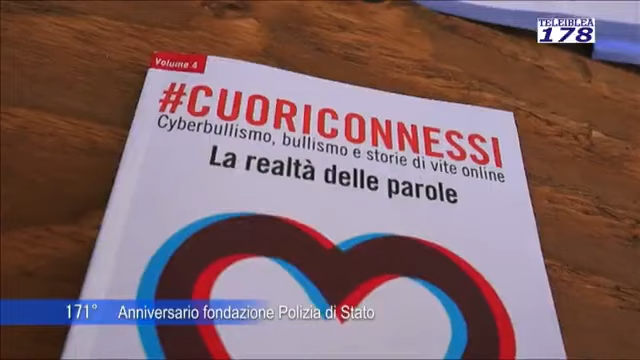 TELEIBLEA
178
Volume 4
#CUORICONNESSI
Cyberbullismo, bullismo e storie di vite online
La realtà delle parole
171° Anniversario fondazione Polizia di Stato